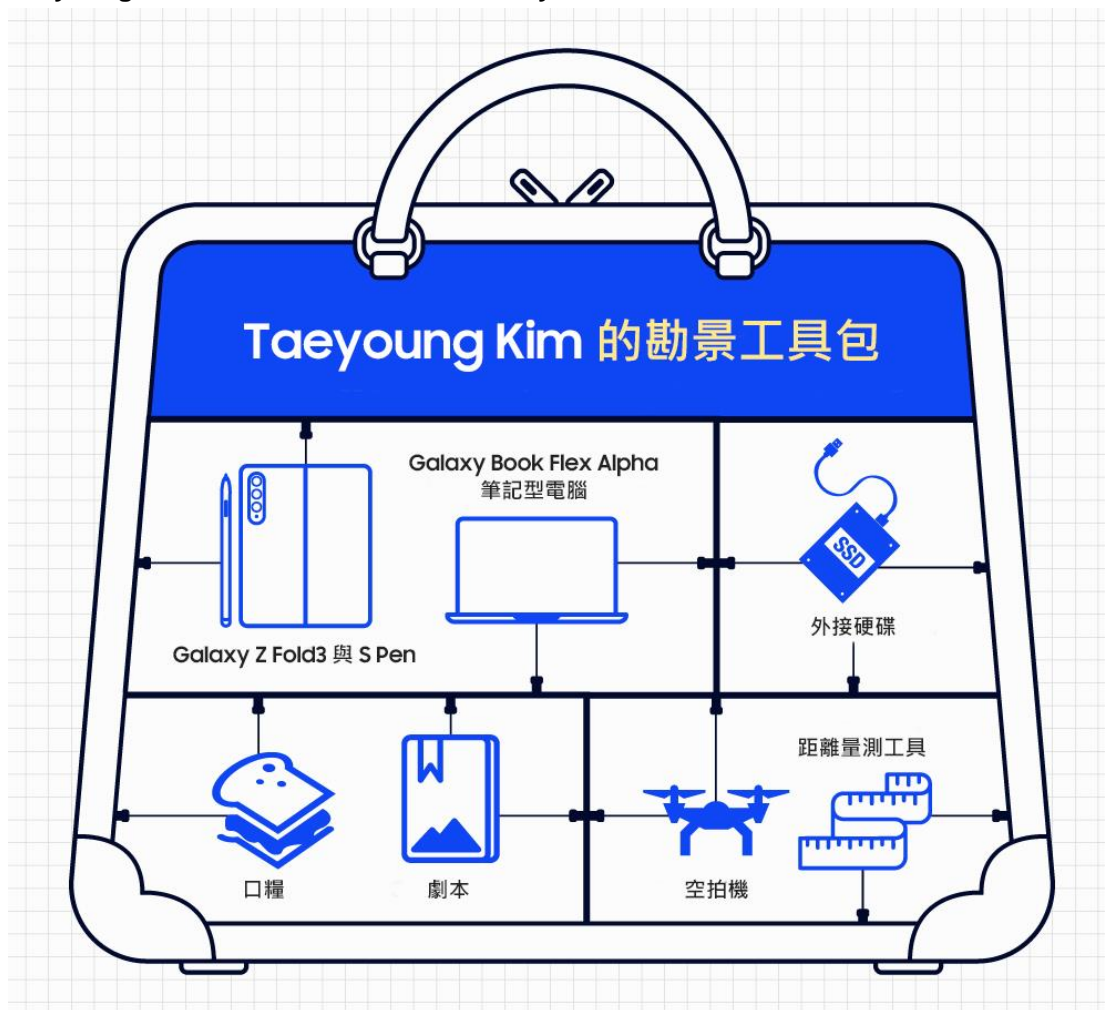 Taeyoung Kim 的勘景工具包
Galaxy Book Flex Alpha
筆記型電腦
SSD
外接硬碟
Galaxy Z Fold3 與 S Pen
距離量測工具
口糧
劇本
空拍機